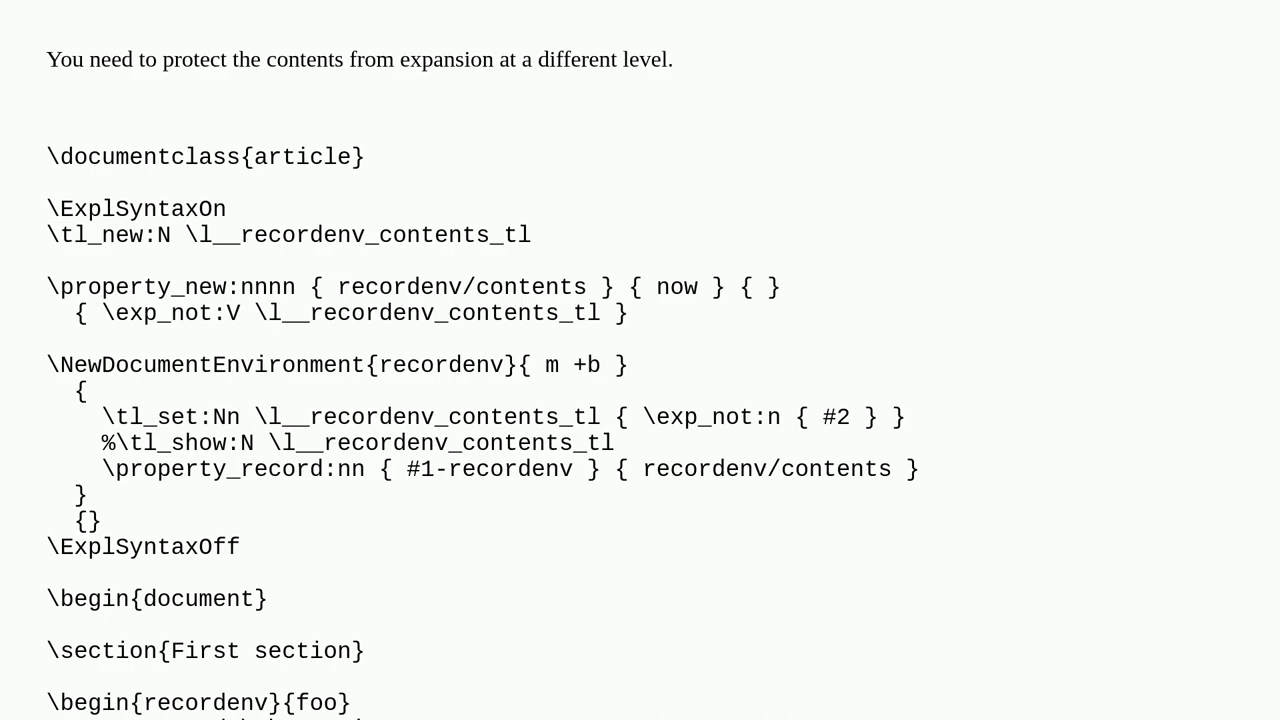 You need to protect the contents from expansion at a different level.
\documentclass{article}
\ExplSyntaxOn
\tl_new:N \l__recordenv_contents_tl
\property_new:nnnn { recordenv/contents } { now } { }
  { \exp_not:V \l__recordenv_contents_tl }
\NewDocumentEnvironment{recordenv}{ m +b }
  {
    \tl_set:Nn \l__recordenv_contents_tl { \exp_not:n { #2 } }
    %\tl_show:N \l__recordenv_contents_tl
    \property_record:nn { #1-recordenv } { recordenv/contents }
  }
  {}
\ExplSyntaxOff
\begin{document}
\section{First section}
\begin{recordenv}{foo}